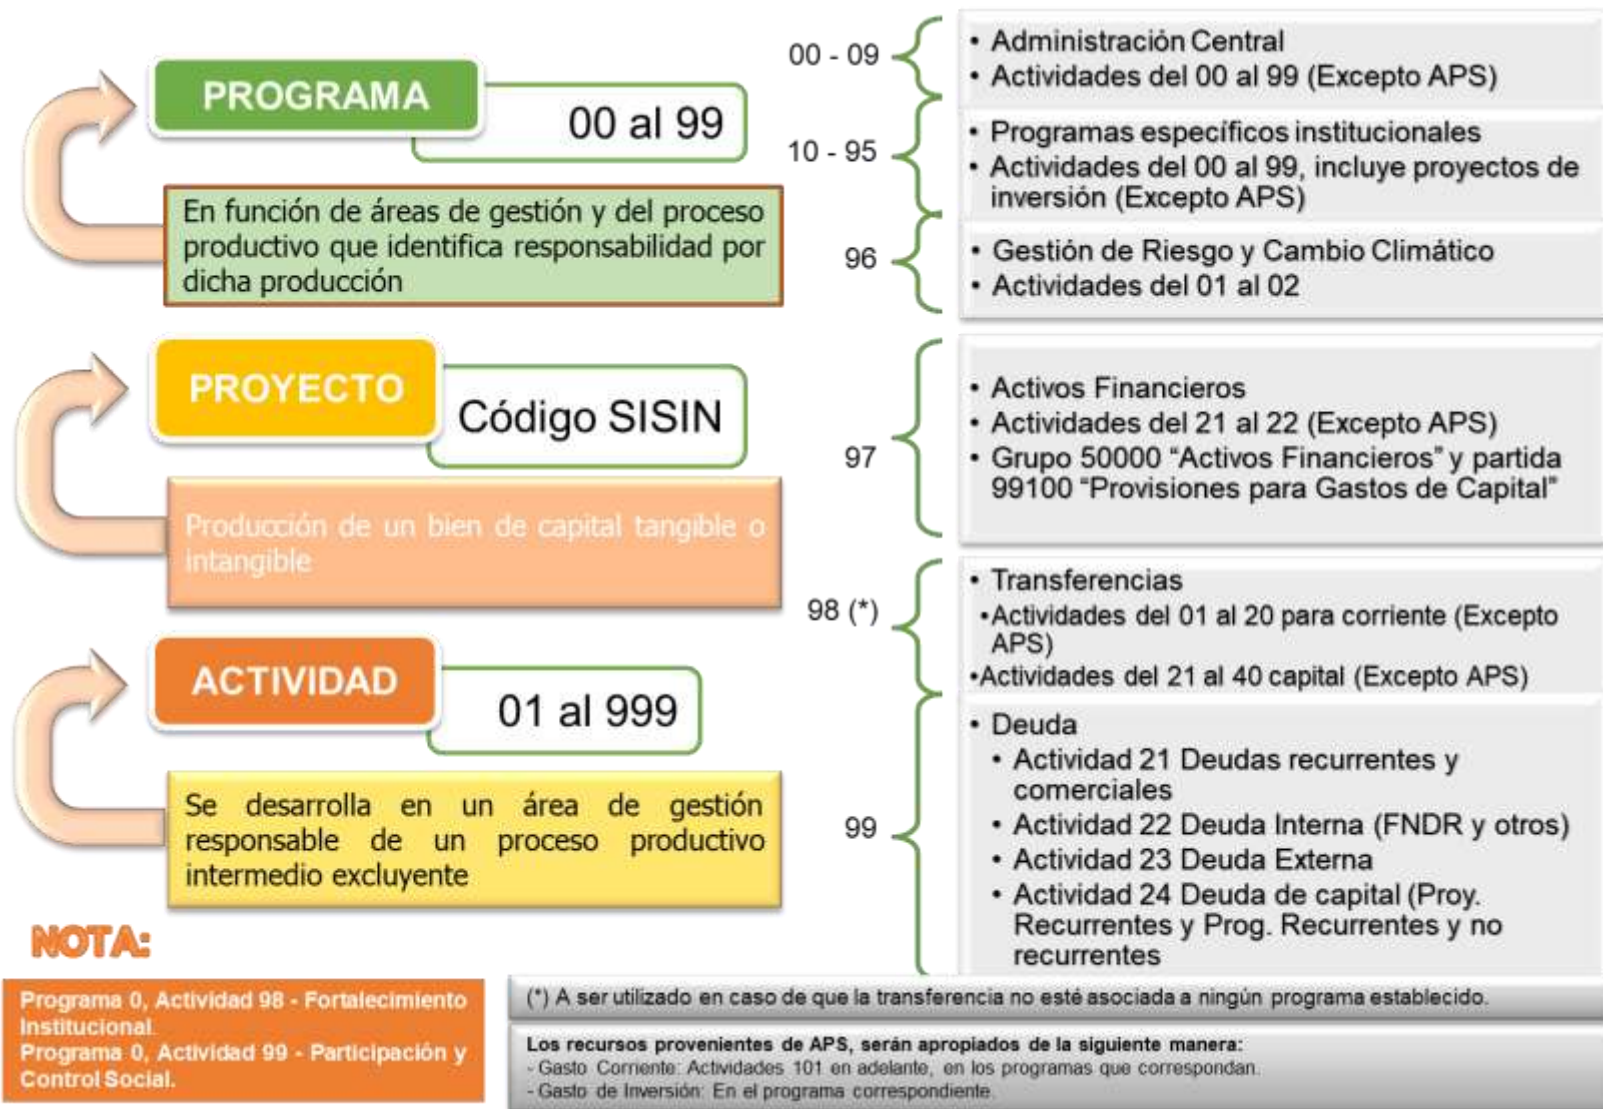 PROGRAMA
00 al 99
En función de áreas de gestión y del proceso
productivo que identifica responsabilidad por
dicha producción
PROYECTO
Código SISIN
Producción de un bien de capital tangible o
intangible
ACTIVIDAD
01 al 999
Se desarrolla en un área de gestión
responsable de un proceso productivo
intermedio excluyente
00 - 09
• Administración Central
• Actividades del 00 al 99 (Excepto APS)
10 - 95
• Programas específicos institucionales
• Actividades del 00 al 99, incluye proyectos de
inversión (Excepto APS)
96
• Gestión de Riesgo y Cambio Climático
• Actividades del 01 al 02
97
• Activos Financieros
• Actividades del 21 al 22 (Excepto APS)
• Grupo 50000 “Activos Financieros” y partida
99100 “Provisiones para Gastos de Capital”
98 (*)
• Transferencias
•Actividades del 01 al 20 para corriente (Excepto
APS)
•Actividades del 21 al 40 capital (Excepto APS)
99
• Deuda
• Actividad 21 Deudas recurrentes y
comerciales
• Actividad 22 Deuda Interna (FNDR y otros)
• Actividad 23 Deuda Externa
• Actividad 24 Deuda de capital (Proy.
Recurrentes y Prog. Recurrentes y no
recurrentes
NOTA:
Programa 0, Actividad 98 - Fortalecimiento
Institucional.
Programa 0, Actividad 99 - Participación y
Control Social.
(*) A ser utilizado en caso de que la transferencia no esté asociada a ningún programa establecido.
Los recursos provenientes de APS, serán apropiados de la siguiente manera:
- Gasto Corriente: Actividades 101 en adelante, en los programas que correspondan.
- Gasto de Inversión: En el programa correspondiente.